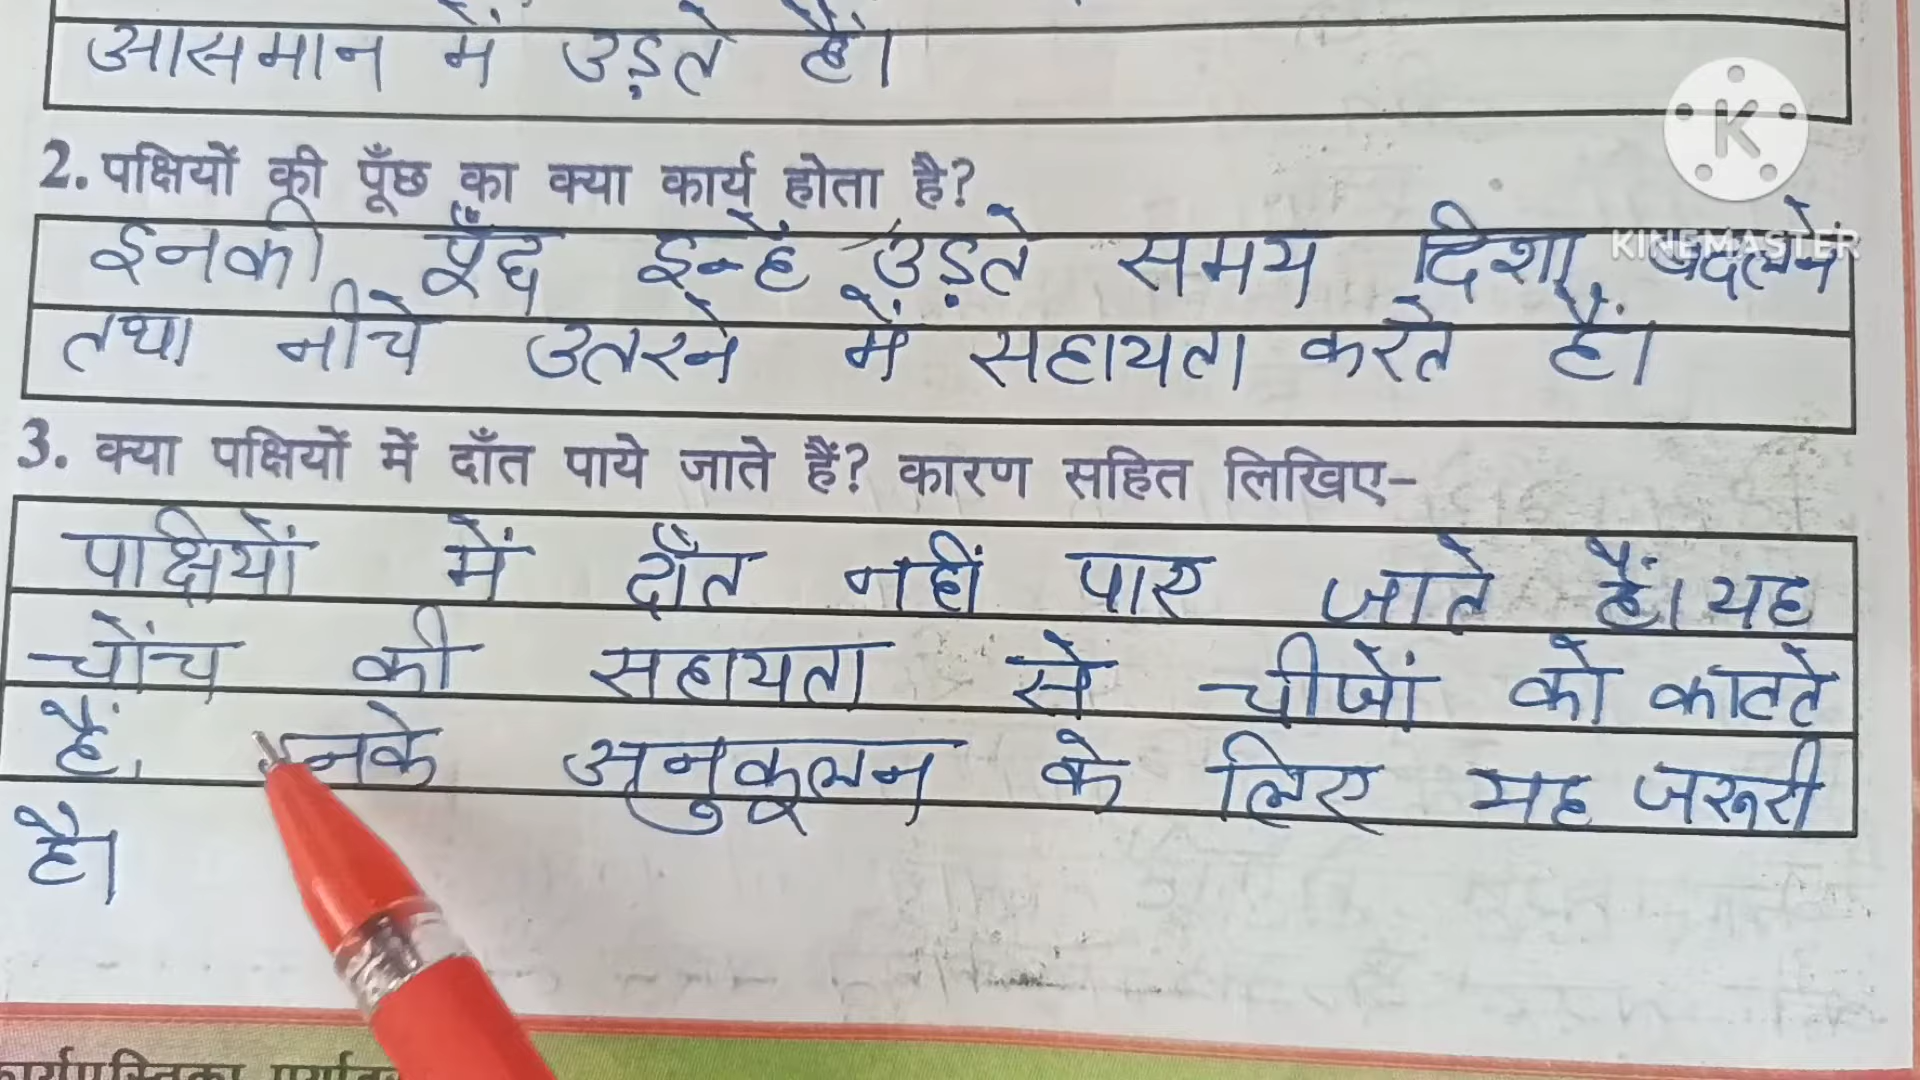 आसमान में उड़ते हैं।
2. पक्षियों की पूँछ का क्या कार्य होता है?
इनकी पूँछ इन्हें उड़ते समय दिशा बदलने
तथा नीचे उतरने में सहायता करते हैं।
KINEMASTER
3. क्या पक्षियों में दाँत पाये जाते हैं? कारण सहित लिखिए-
पक्षियों में दाँत नहीं पाए जाते हैं। यह
चोंच की सहायता से चीजों को काटते
हैं। इनके अनुकूलन के लिए यह जरूरी
है।